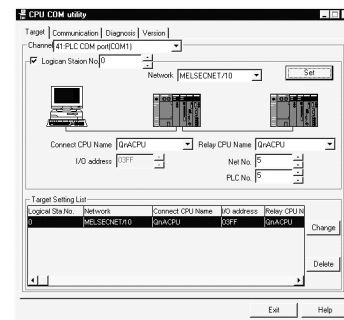 CPU COM utility
Target Communication Diagnosis Version
Channel 41:PLC COM port(COM1)
Logican Staion No. 0
Network MELSECNET/10 Set
Connect CPU Name QnACPU Relay CPU Name QnACPU
I/O address 03FF Net No. 5
PLC No. 5
Target Setting List
Logical Sta.No. Network Connect CPU Name I/O address Relay CPU N
0 MELSECNET/10 QnACPU 03FF QnACPU
Change
Delete
Exit Help